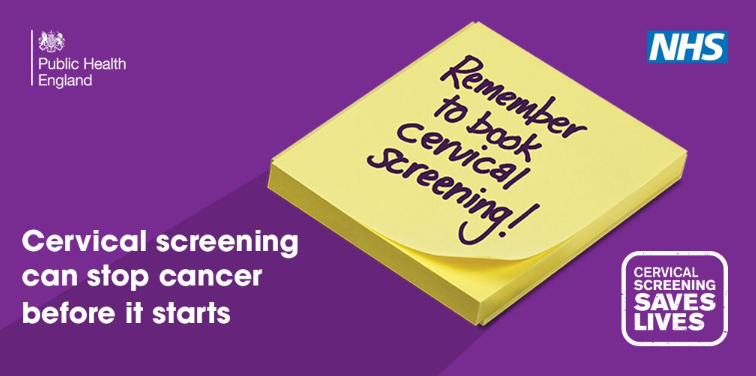 Public Health
England
NHS
Remember
to book
cervical
screening!
Cervical screening
can stop cancer
before it starts
CERVICAL
SCREENING
SAVES
LIVES